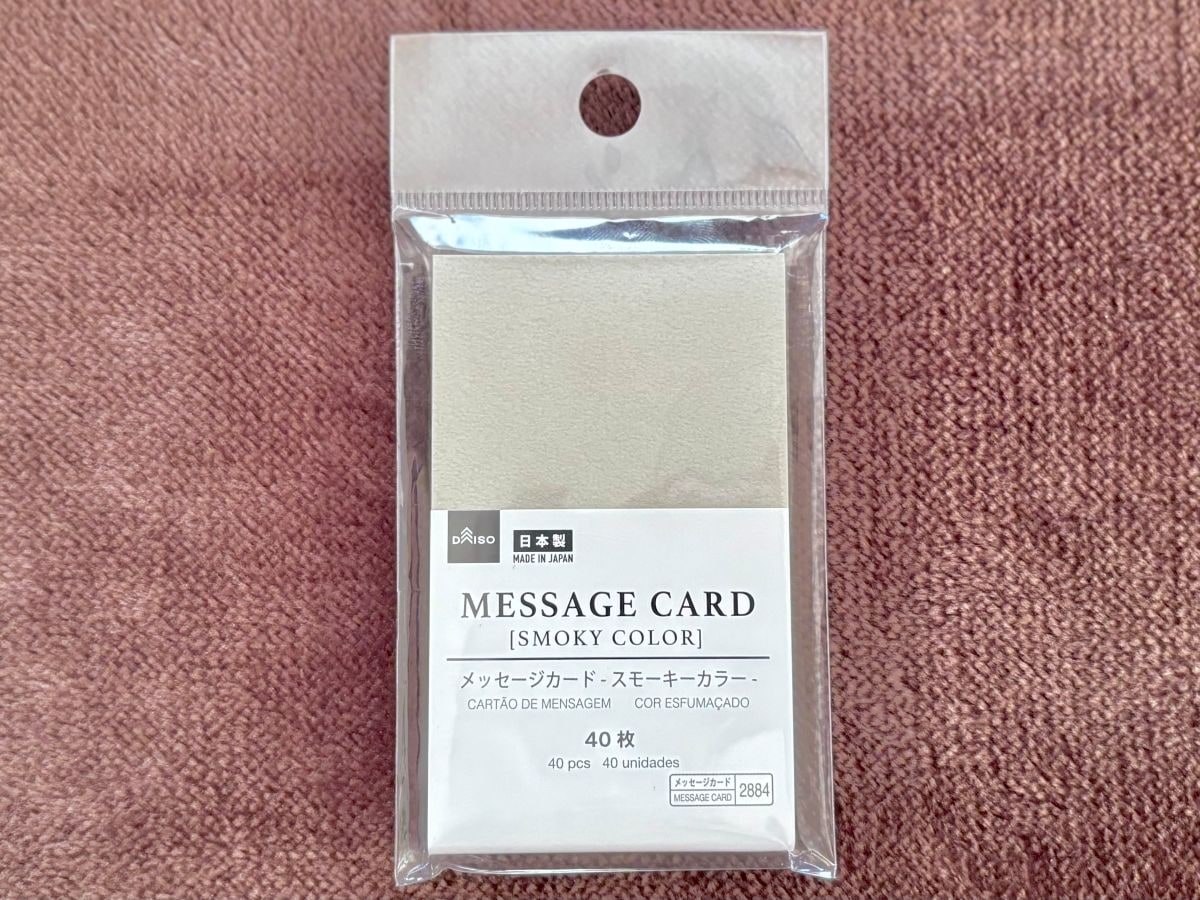 DAISO
日本製
MADE IN JAPAN
MESSAGE CARD
[SMOKY COLOR]
メッセージカード - スモーキーカラー -
CARTÃO DE MENSAGEM COR ESFUMAÇADO
40 枚
40 pcs 40 unidades
メッセージカード
MESSAGE CARD
2884